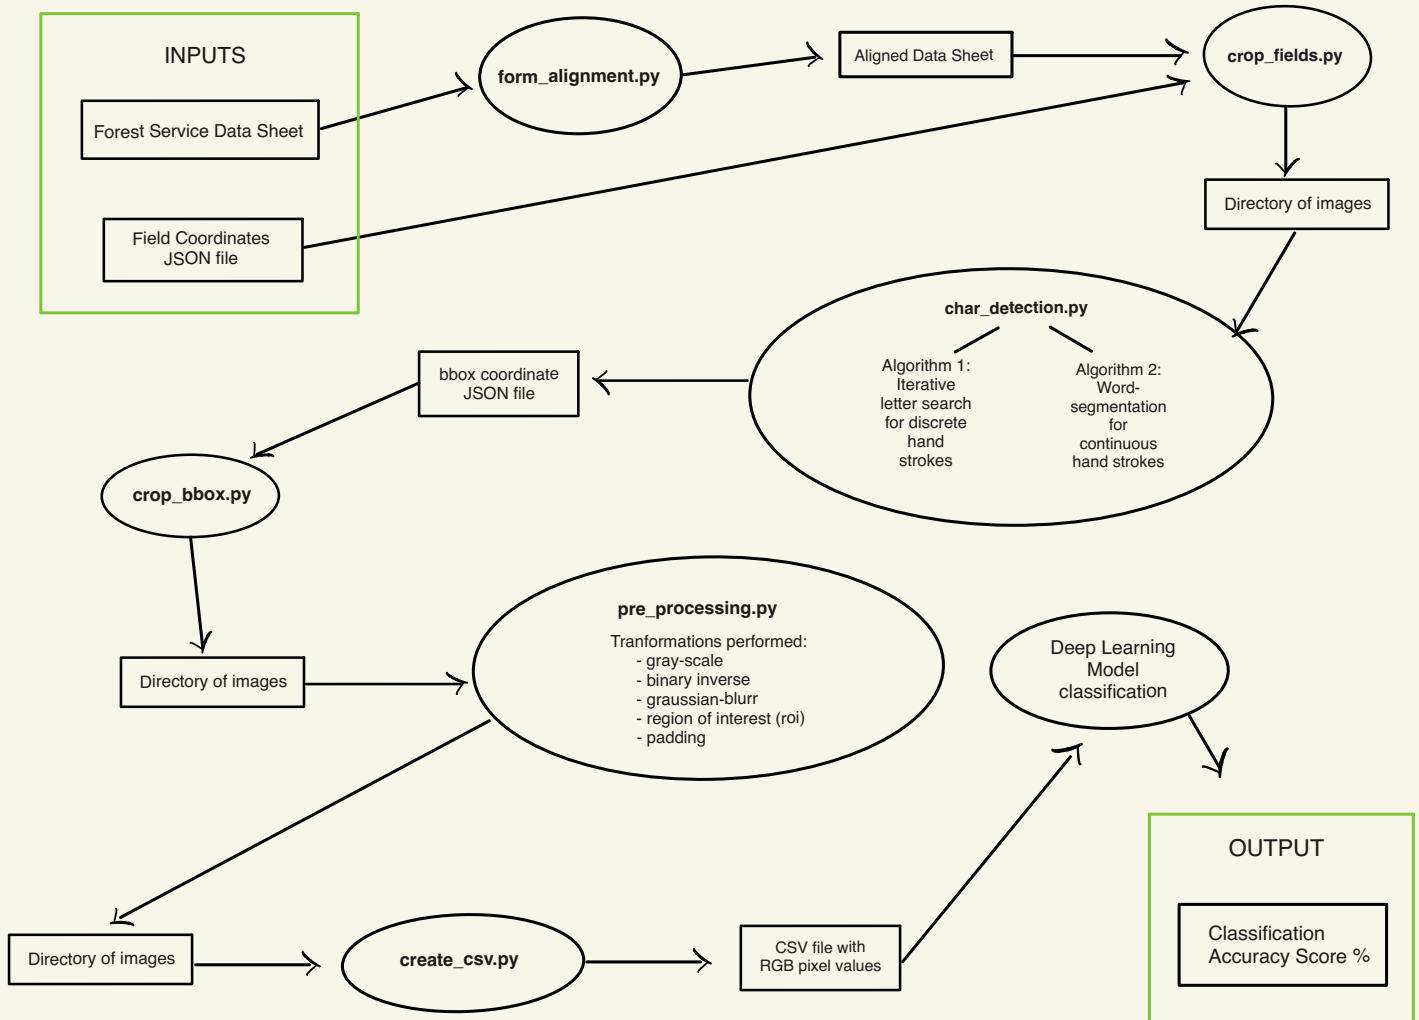 INPUTS
Forest Service Data Sheet
Field Coordinates
JSON file
form_alignment.py
Aligned Data Sheet
crop_fields.py
Directory of images
char_detection.py
Algorithm 1:
Iterative
letter search
for discrete
hand
strokes
Algorithm 2:
Word-
segmentation
for
continuous
hand strokes
bbox coordinate
JSON file
crop_bbox.py
Directory of images
pre_processing.py
Tranformations performed:
- gray-scale
- binary inverse
- graussian-blurr
- region of interest (roi)
- padding
Directory of images
create_csv.py
CSV file with
RGB pixel values
Deep Learning
Model
classification
OUTPUT
Classification
Accuracy Score %